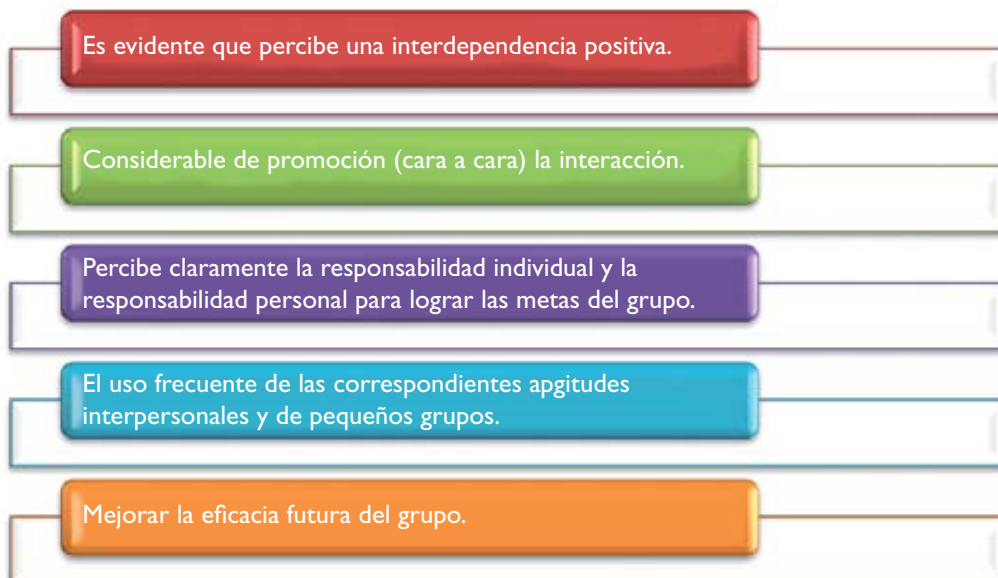 Es evidente que percibe una interdependencia positiva.
Considerable de promoción (cara a cara) la interacción.
Percibe claramente la responsabilidad individual y la
responsabilidad personal para lograr las metas del grupo.
El uso frecuente de las correspondientes apgitudes
interpersonales y de pequeños grupos.
Mejorar la eficacia futura del grupo.